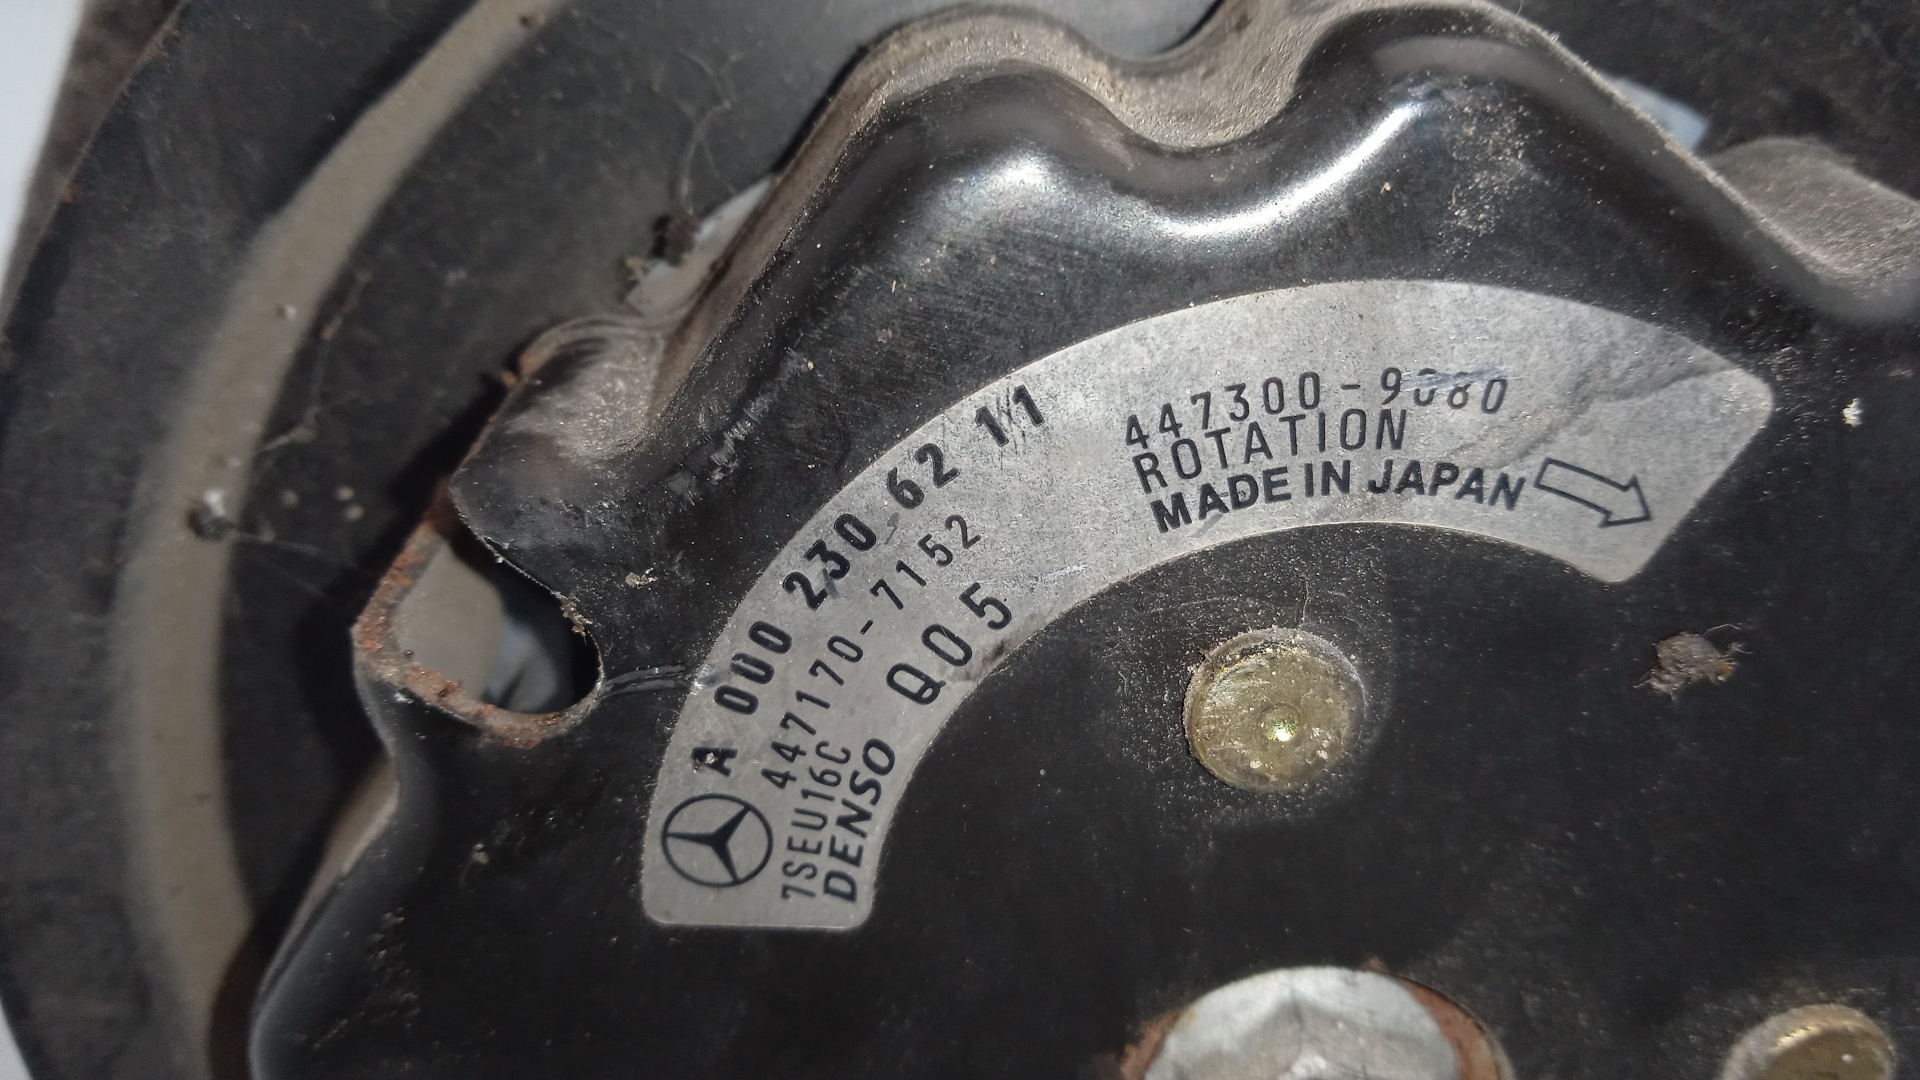 A 000 230 62 11
447170-7152
7SEU16C
DENSO Q05
447300-9080
ROTATION
MADE IN JAPAN